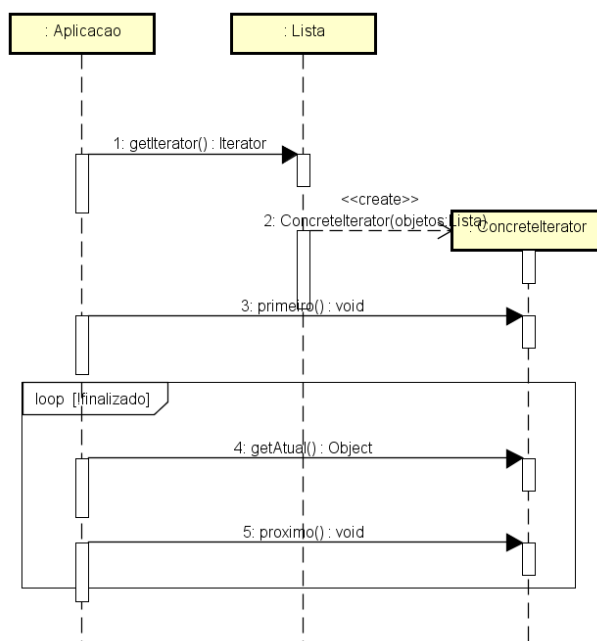 : Aplicacao
: Lista
1: getIterator() : Iterator
<<create>>
2: ConcreteIterator(objetos:Lista)
: ConcreteIterator
3: primeiro() : void
loop [!finalizado]
4: getAtual() : Object
5: proximo() : void